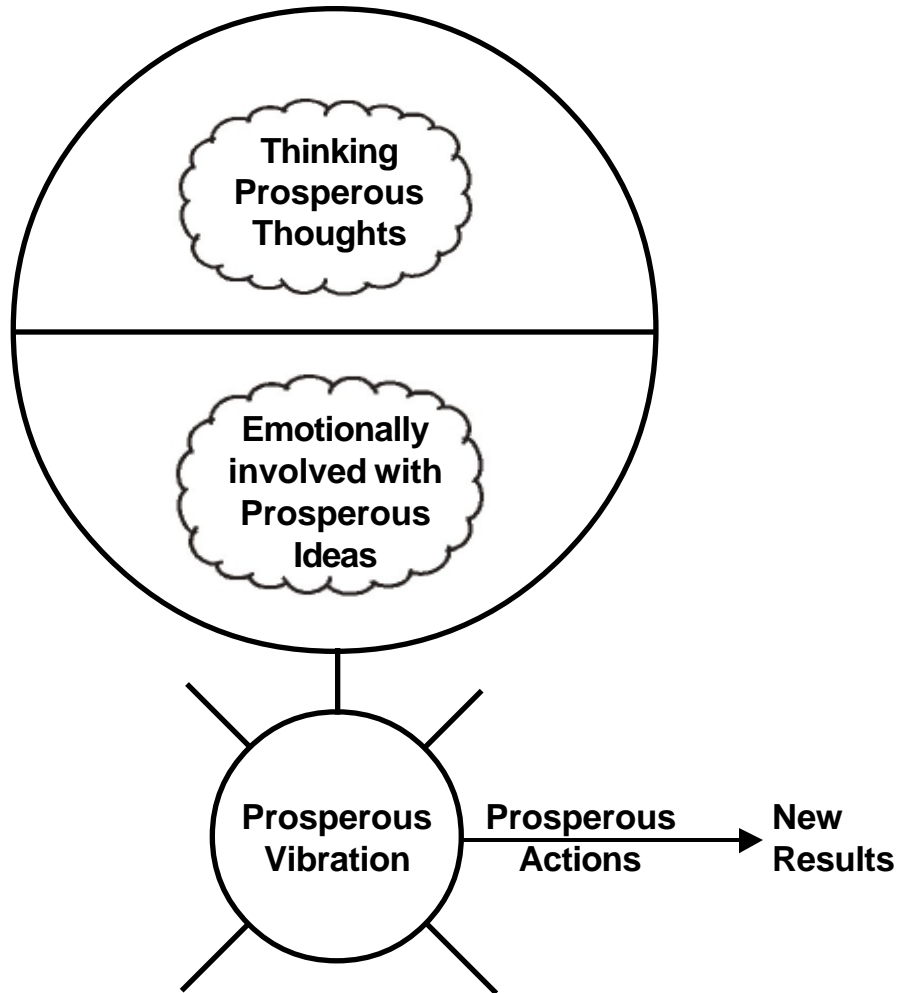 Thinking
Prosperous
Thoughts
Emotionally
involved with
Prosperous
Ideas
Prosperous
Vibration
Prosperous
Actions
New
Results